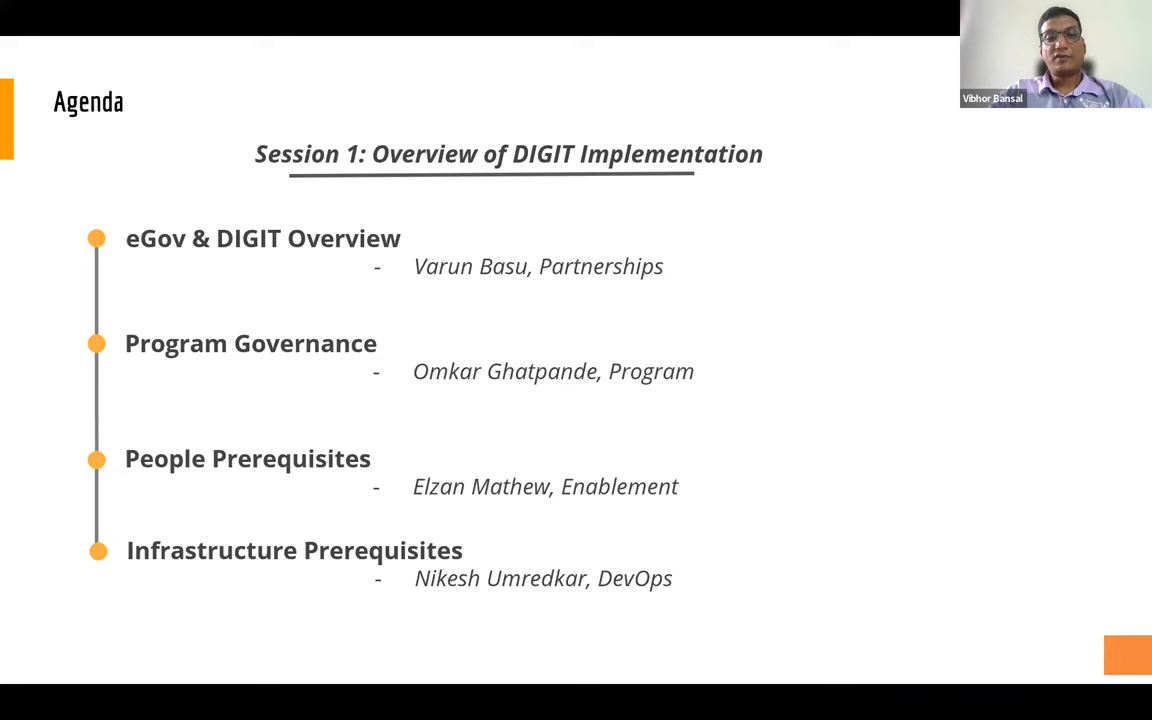 Vibhor Bansal
Agenda
Session 1: Overview of DIGIT Implementation
eGov & DIGIT Overview
- Varun Basu, Partnerships
Program Governance
- Omkar Ghatpande, Program
People Prerequisites
- Elzan Mathew, Enablement
Infrastructure Prerequisites
- Nikesh Umredkar, DevOps